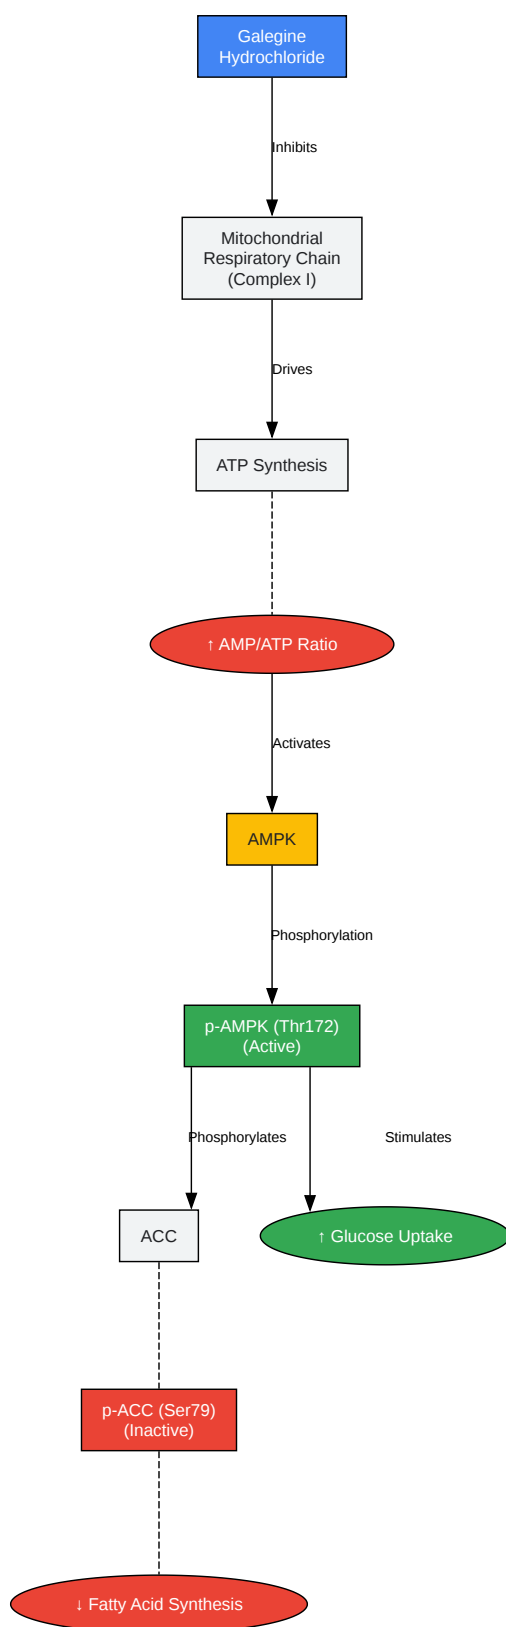 Galegine
Hydrochloride
Inhibits
Mitochondrial
Respiratory Chain
(Complex I)
Drives
ATP Synthesis
↑ AMP/ATP Ratio
Activates
AMPK
Phosphorylation
p-AMPK (Thr172)
(Active)
Phosphorylates
Stimulates
ACC
↑ Glucose Uptake
p-ACC (Ser79)
(Inactive)
↓ Fatty Acid Synthesis